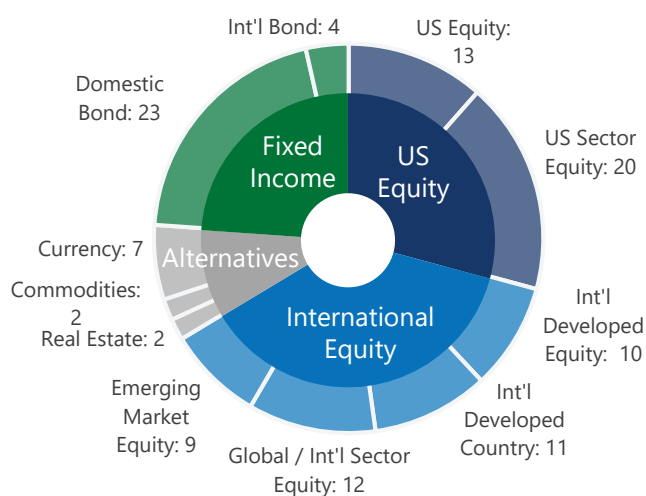 Int'l Bond: 4
US Equity:
13
Domestic
Bond: 23
Fixed
Income
US
Equity
US Sector
Equity: 20
Currency: 7
Alternatives
Commodities:
2
Real Estate: 2
International
Equity
Int'l
Developed
Equity: 10
Emerging
Market
Equity: 9
Global / Int'l Sector
Equity: 12
Int'l
Developed
Country: 11